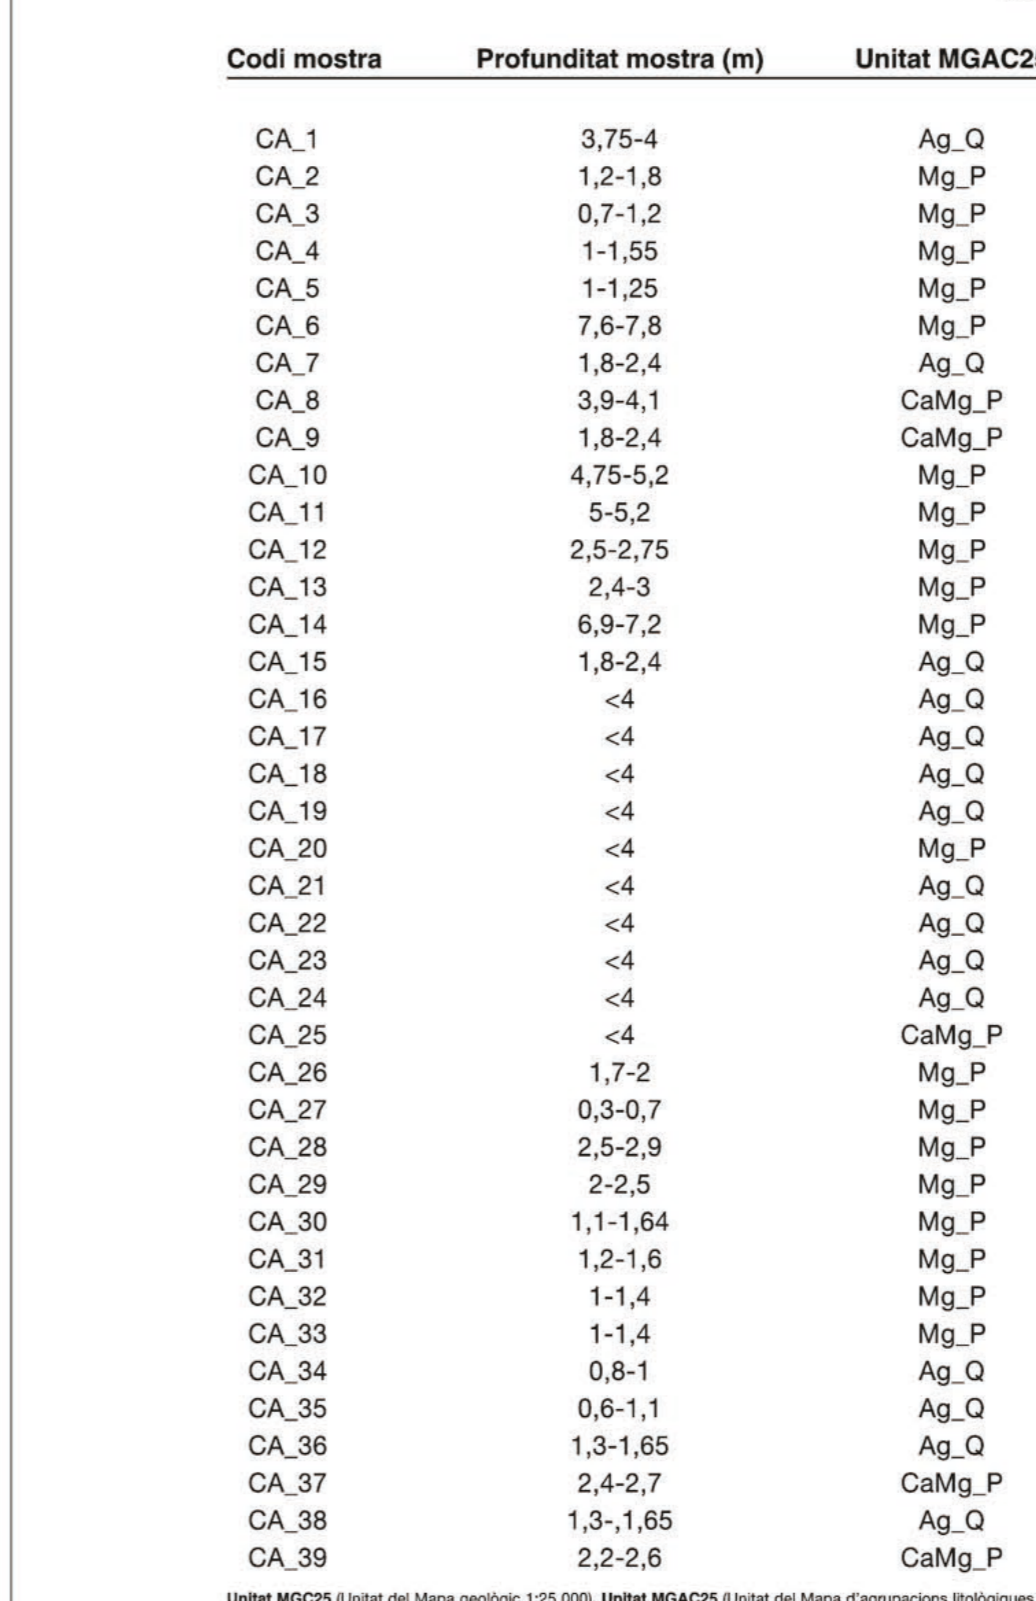 Codi mostra Profunditat mostra (m) Unitat MGAC25
CA_1 3,75-4 Ag_Q
CA_2 1,2-1,8 Mg_P
CA_3 0,7-1,2 Mg_P
CA_4 1-1,55 Mg_P
CA_5 1-1,25 Mg_P
CA_6 7,6-7,8 Mg_P
CA_7 1,8-2,4 Ag_Q
CA_8 3,9-4,1 CaMg_P
CA_9 1,8-2,4 CaMg_P
CA_10 4,75-5,2 Mg_P
CA_11 5-5,2 Mg_P
CA_12 2,5-2,75 Mg_P
CA_13 2,4-3 Mg_P
CA_14 6,9-7,2 Mg_P
CA_15 1,8-2,4 Ag_Q
CA_16 <4 Ag_Q
CA_17 <4 Ag_Q
CA_18 <4 Ag_Q
CA_19 <4 Ag_Q
CA_20 <4 Mg_P
CA_21 <4 Ag_Q
CA_22 <4 Ag_Q
CA_23 <4 Ag_Q
CA_24 <4 Ag_Q
CA_25 <4 CaMg_P
CA_26 1,7-2 Mg_P
CA_27 0,3-0,7 Mg_P
CA_28 2,5-2,9 Mg_P
CA_29 2-2,5 Mg_P
CA_30 1,1-1,64 Mg_P
CA_31 1,2-1,6 Mg_P
CA_32 1-1,4 Mg_P
CA_33 1-1,4 Mg_P
CA_34 0,8-1 Ag_Q
CA_35 0,6-1,1 Ag_Q
CA_36 1,3-1,65 Ag_Q
CA_37 2,4-2,7 CaMg_P
CA_38 1,3-,1,65 Ag_Q
CA_39 2,2-2,6 CaMg_P
Unitat MGC25 (Unitat del Mapa geològic 1:25 000), Unitat MGAC25 (Unitat del Mapa d'agrupacions litològiques